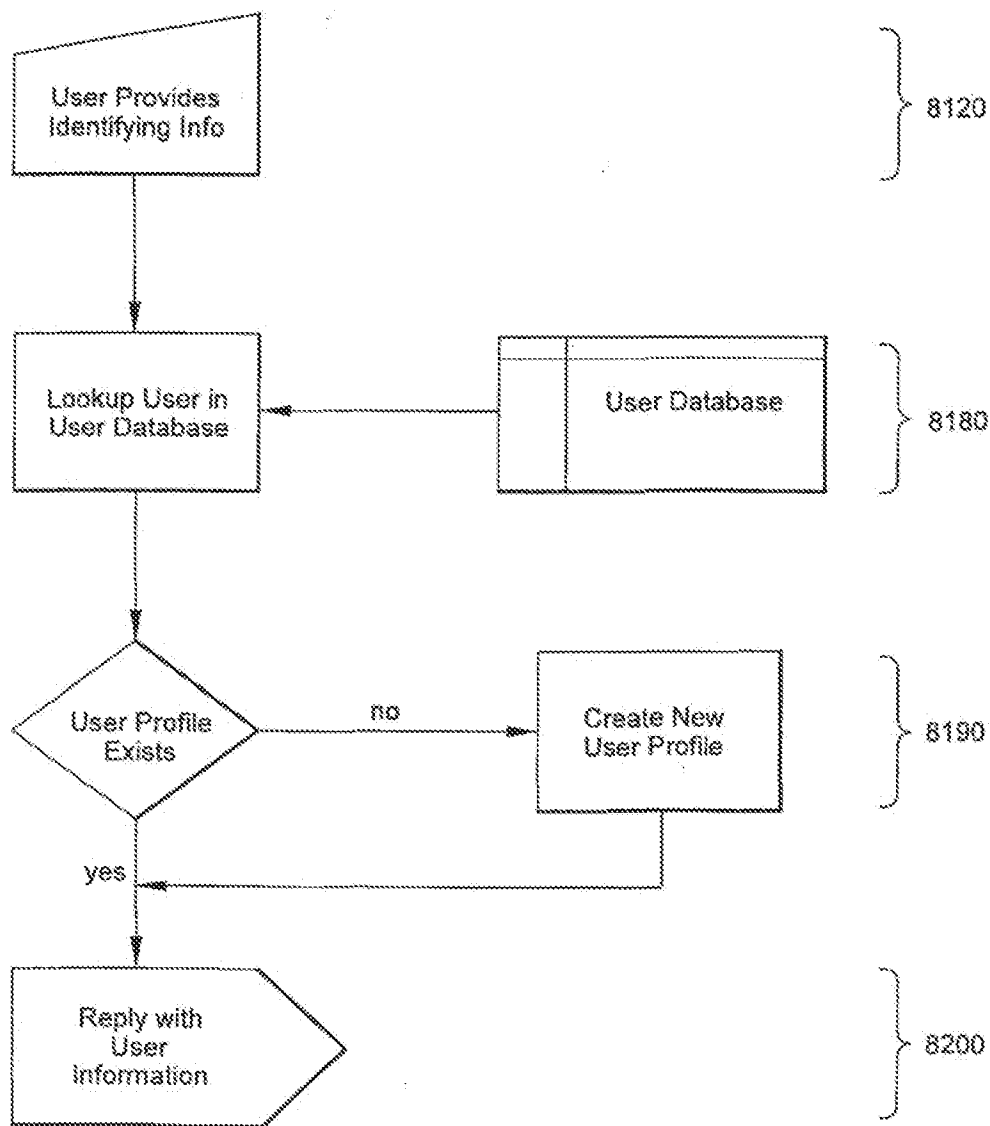 User Provides
Identifying Info
8120
Lookup User in
User Database
User Database
8180
User Profile
Exists
no
Create New
User Profile
8190
yes
Reply with
User
Information
8200